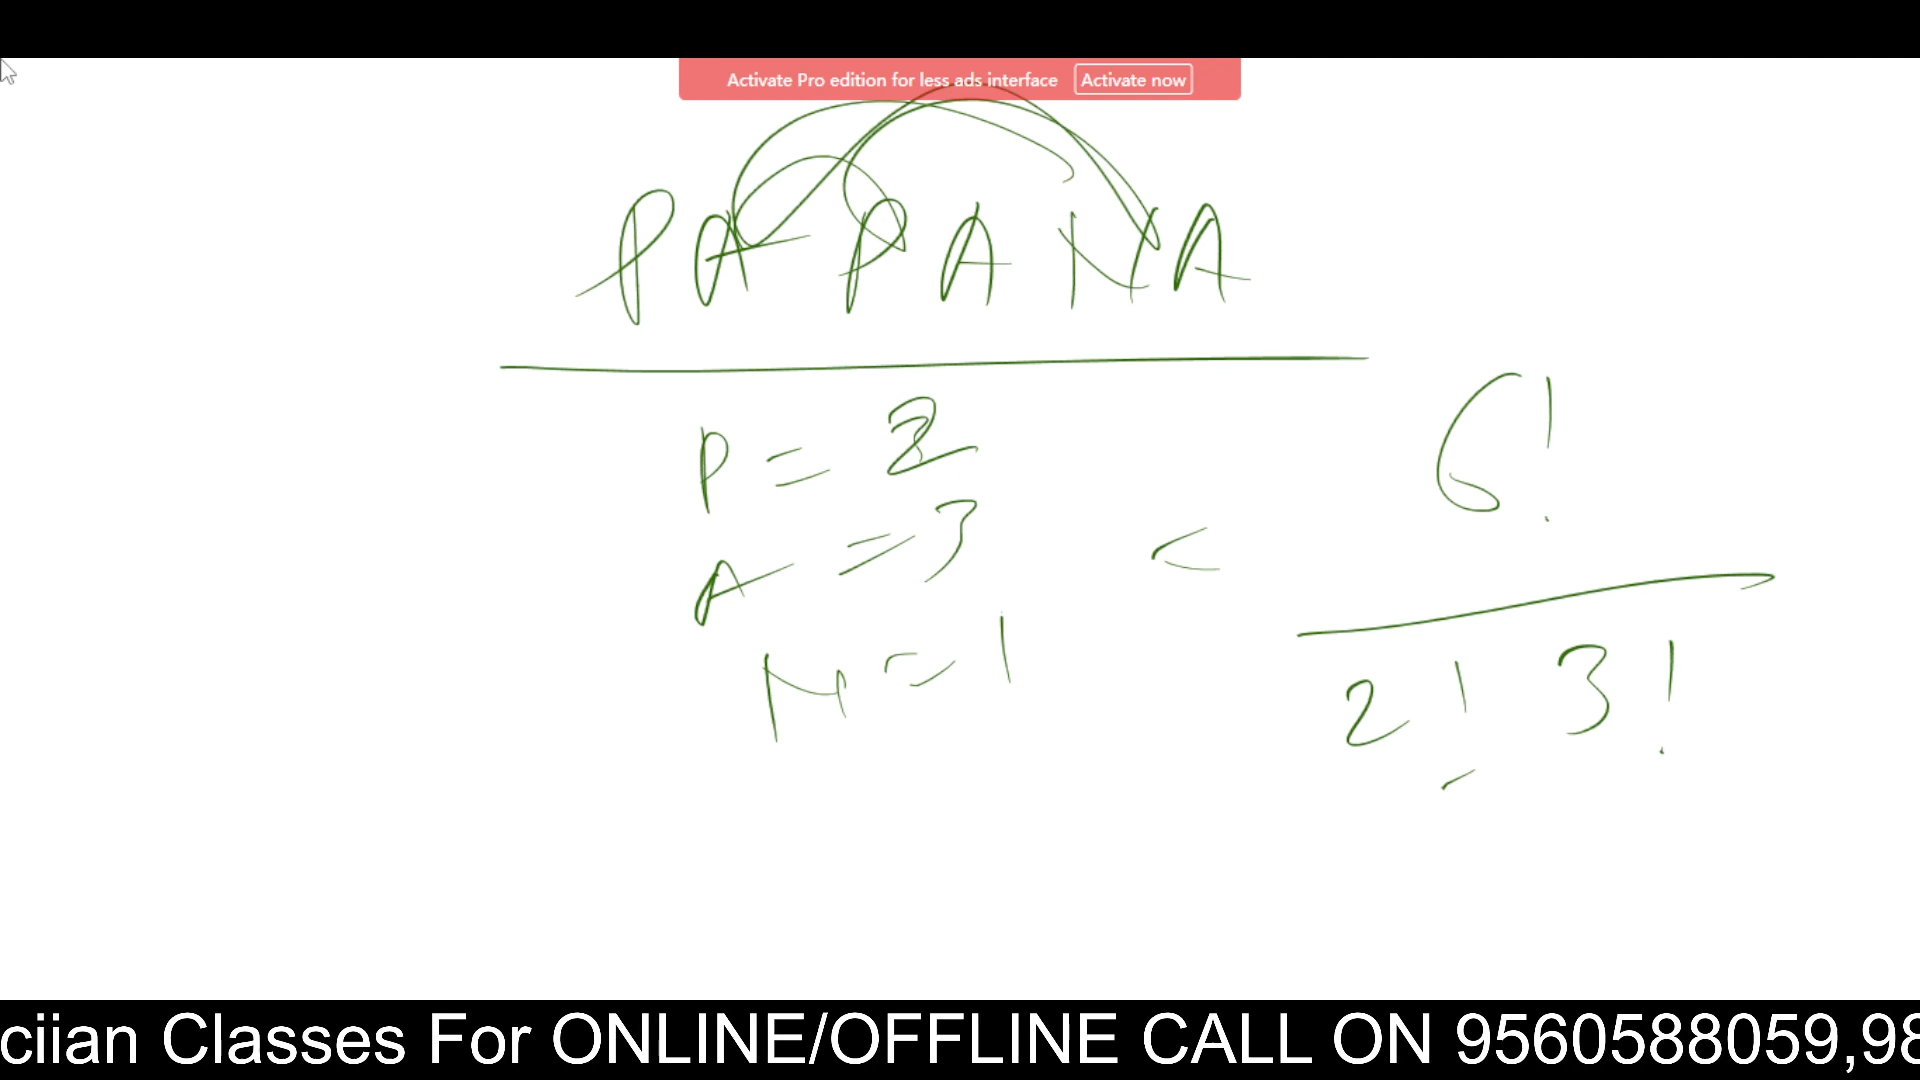 Activate Pro edition for less ads interface Activate now
PAPANA
P = 2
A = 3
N = 1
6!
2! 3!
ciian Classes For ONLINE/OFFLINE CALL ON 9560588059,98